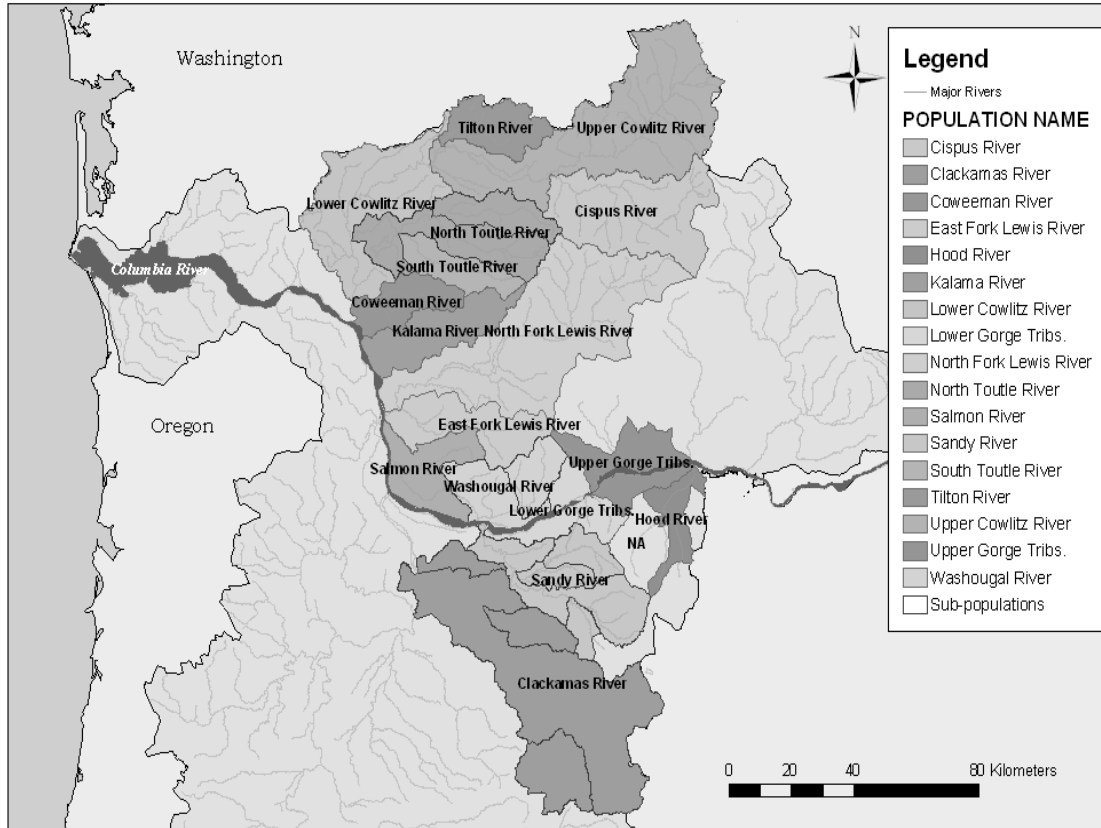 Washington
N
Tilton River
Upper Cowlitz River
Lower Cowlitz River
Cispus River
North Toutle River
South Toutle River
Columbia River
Coweeman River
Kalama River
North Fork Lewis River
Oregon
East Fork Lewis River
Salmon River
Upper Gorge Tribs.
Washougal River
Lower Gorge Tribs.
Hood River
NA
Sandy River
Clackamas River
0 20 40 80 Kilometers
Legend
Major Rivers
POPULATION NAME
Cispus River
Clackamas River
Coweeman River
East Fork Lewis River
Hood River
Kalama River
Lower Cowlitz River
Lower Gorge Tribs.
North Fork Lewis River
North Toutle River
Salmon River
Sandy River
South Toutle River
Tilton River
Upper Cowlitz River
Upper Gorge Tribs.
Washougal River
Sub-populations